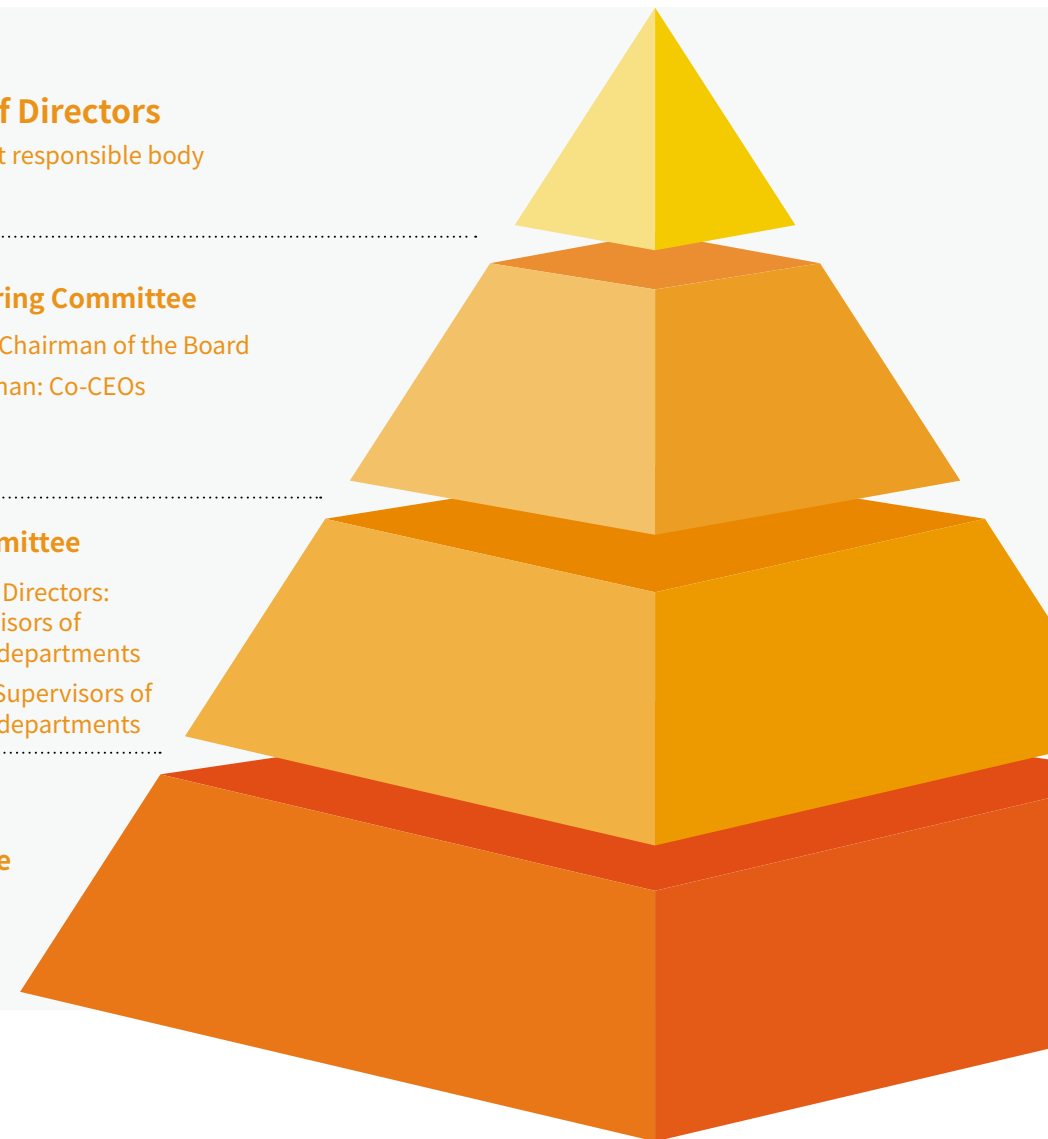 f Directors
t responsible body
ring Committee
Chairman of the Board
nan: Co-CEOs
mittee
Directors:
isors of
departments
Supervisors of
departments
e